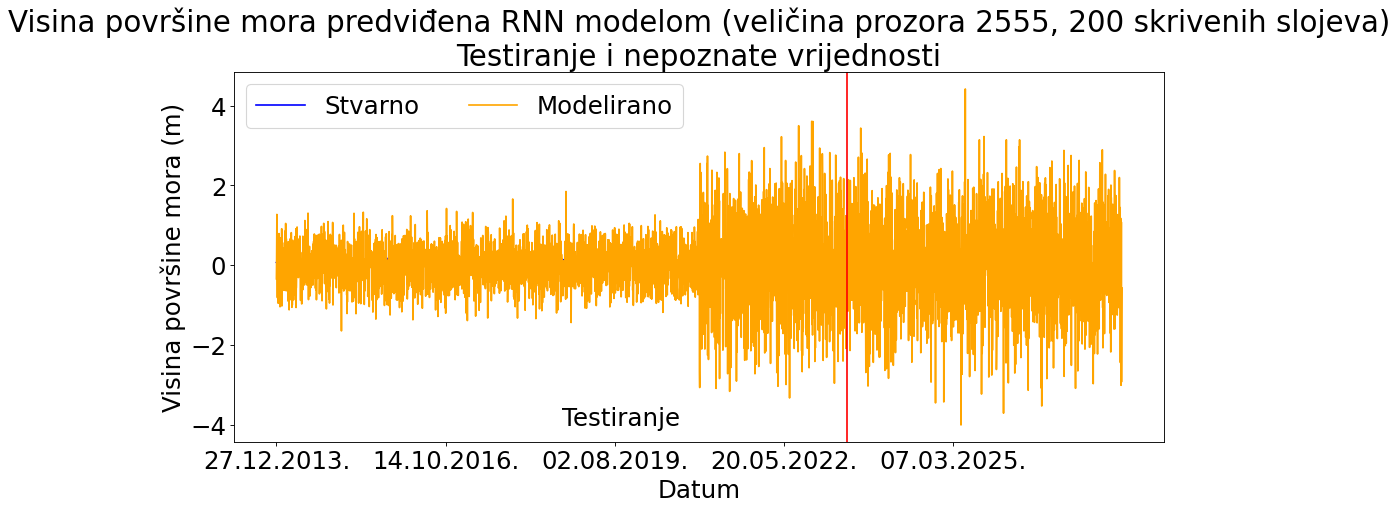 Visina površine mora predviđena RNN modelom (veličina prozora 2555, 200 skrivenih slojeva)
Testiranje i nepoznate vrijednosti
Stvarno Modelirano
Visina površine mora (m)
4
2
0
−2
−4
Testiranje
27.12.2013. 14.10.2016. 02.08.2019. 20.05.2022. 07.03.2025.
Datum